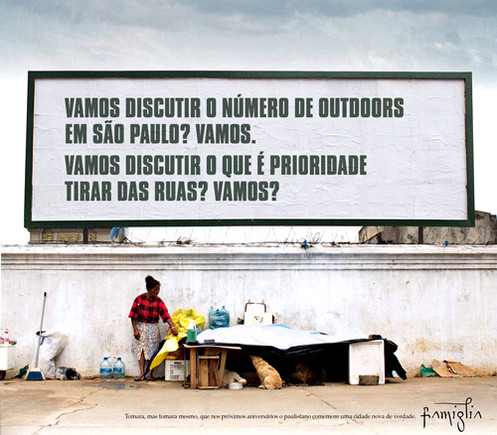 VAMOS DISCUTIR O NÚMERO DE OUTDOORS
EM SÃO PAULO? VAMOS.
VAMOS DISCUTIR O QUE É PRIORIDADE
TIRAR DAS RUAS? VAMOS?
Tomara, mas tomara mesmo, que nos próximos aniversários o paulistano comemore uma cidade nova de verdade.
famiglia